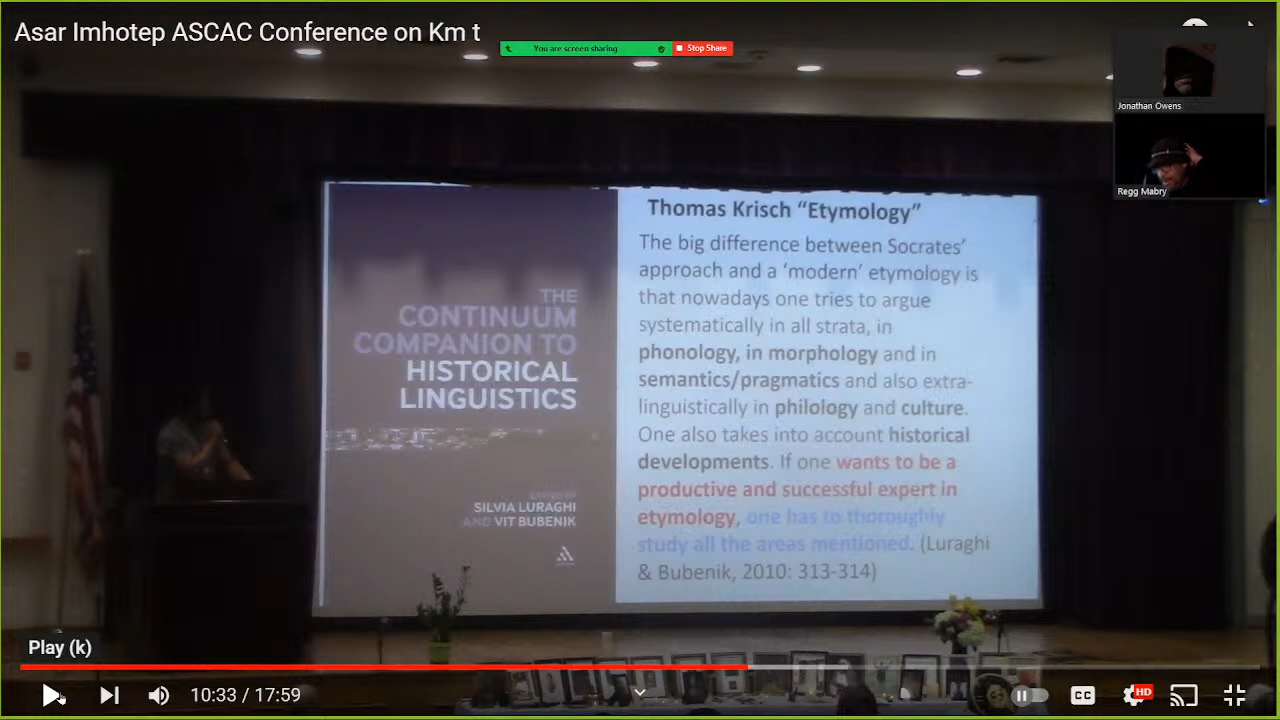 Asar Imhotep ASCAC Conference on Km t
You are screen sharing
Stop Share
Jonathan Owens
Regg Mabry
THE
CONTINUUM
COMPANION TO
HISTORICAL
LINGUISTICS
EDITED BY
SILVIA LURAGHI
AND VIT BUBENIK
Thomas Krisch “Etymology”
The big difference between Socrates’
approach and a ‘modern’ etymology is
that nowadays one tries to argue
systematically in all strata, in
phonology, in morphology and in
semantics/pragmatics and also extra-
linguistically in philology and culture.
One also takes into account historical
developments. If one wants to be a
productive and successful expert in
etymology, one has to thoroughly
study all the areas mentioned. (Luraghi
& Bubenik, 2010: 313-314)
Play (k)
10:33 / 17:59
CC
HD